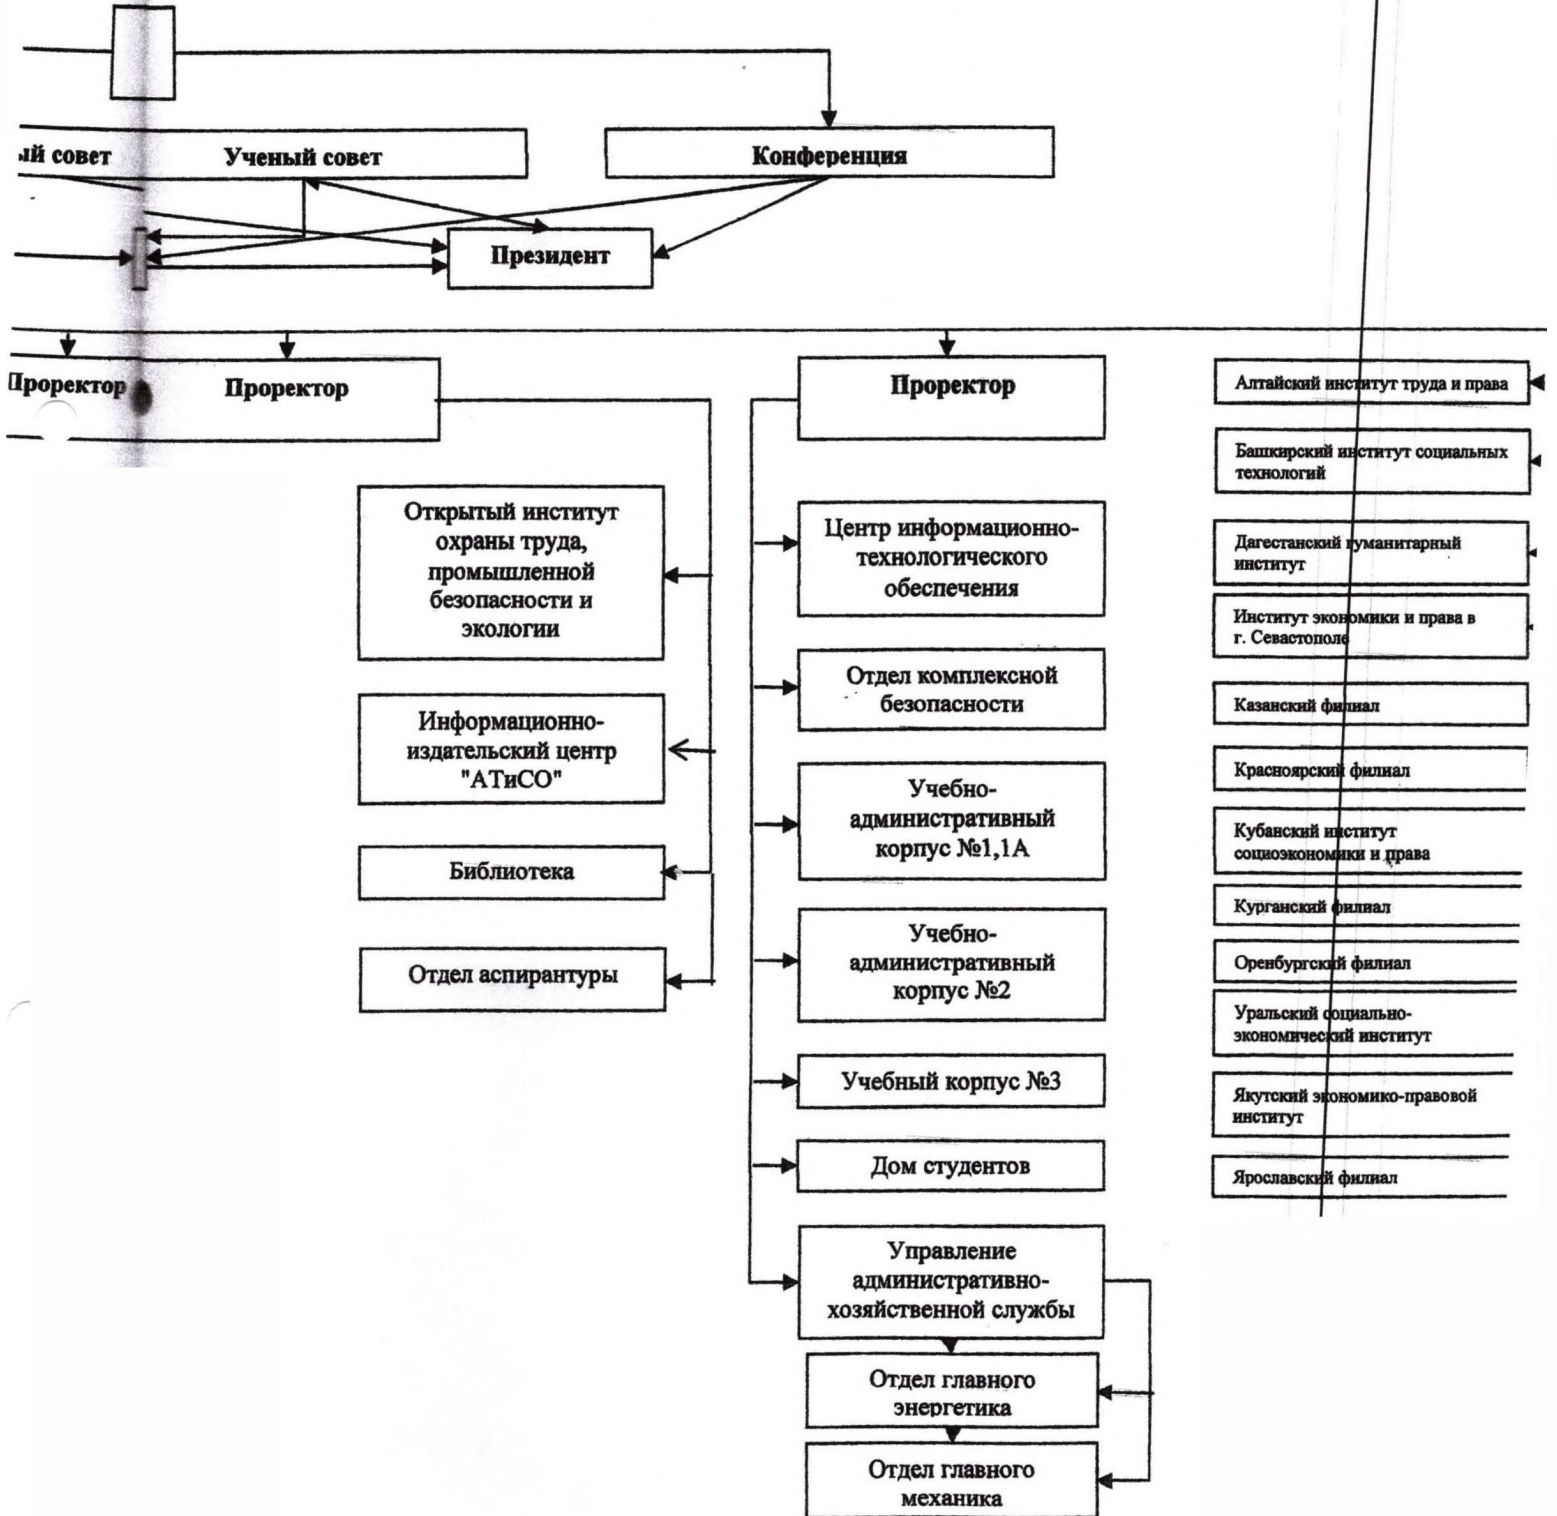 ый совет
Ученый совет
Конференция
Президент
Проректор
Проректор
Проректор
Открытый институт
охраны труда,
промышленной
безопасности и
экологии
Информационно-
издательский центр
"АТиСО"
Библиотека
Отдел аспирантуры
Центр информационно-
технологического
обеспечения
Отдел комплексной
безопасности
Учебно-
административный
корпус №1,1А
Учебно-
административный
корпус №2
Учебный корпус №3
Дом студентов
Управление
административно-
хозяйственной службы
Отдел главного
энергетика
Отдел главного
механика
Алтайский институт труда и права
Башкирский институт социальных
технологий
Дагестанский гуманитарный
институт
Институт экономики и права в
г. Севастополе
Казанский филиал
Красноярский филиал
Кубанский институт
социоэкономики и права
Курганский филиал
Оренбургский филиал
Уральский социально-
экономический институт
Якутский экономико-правовой
институт
Ярославский филиал